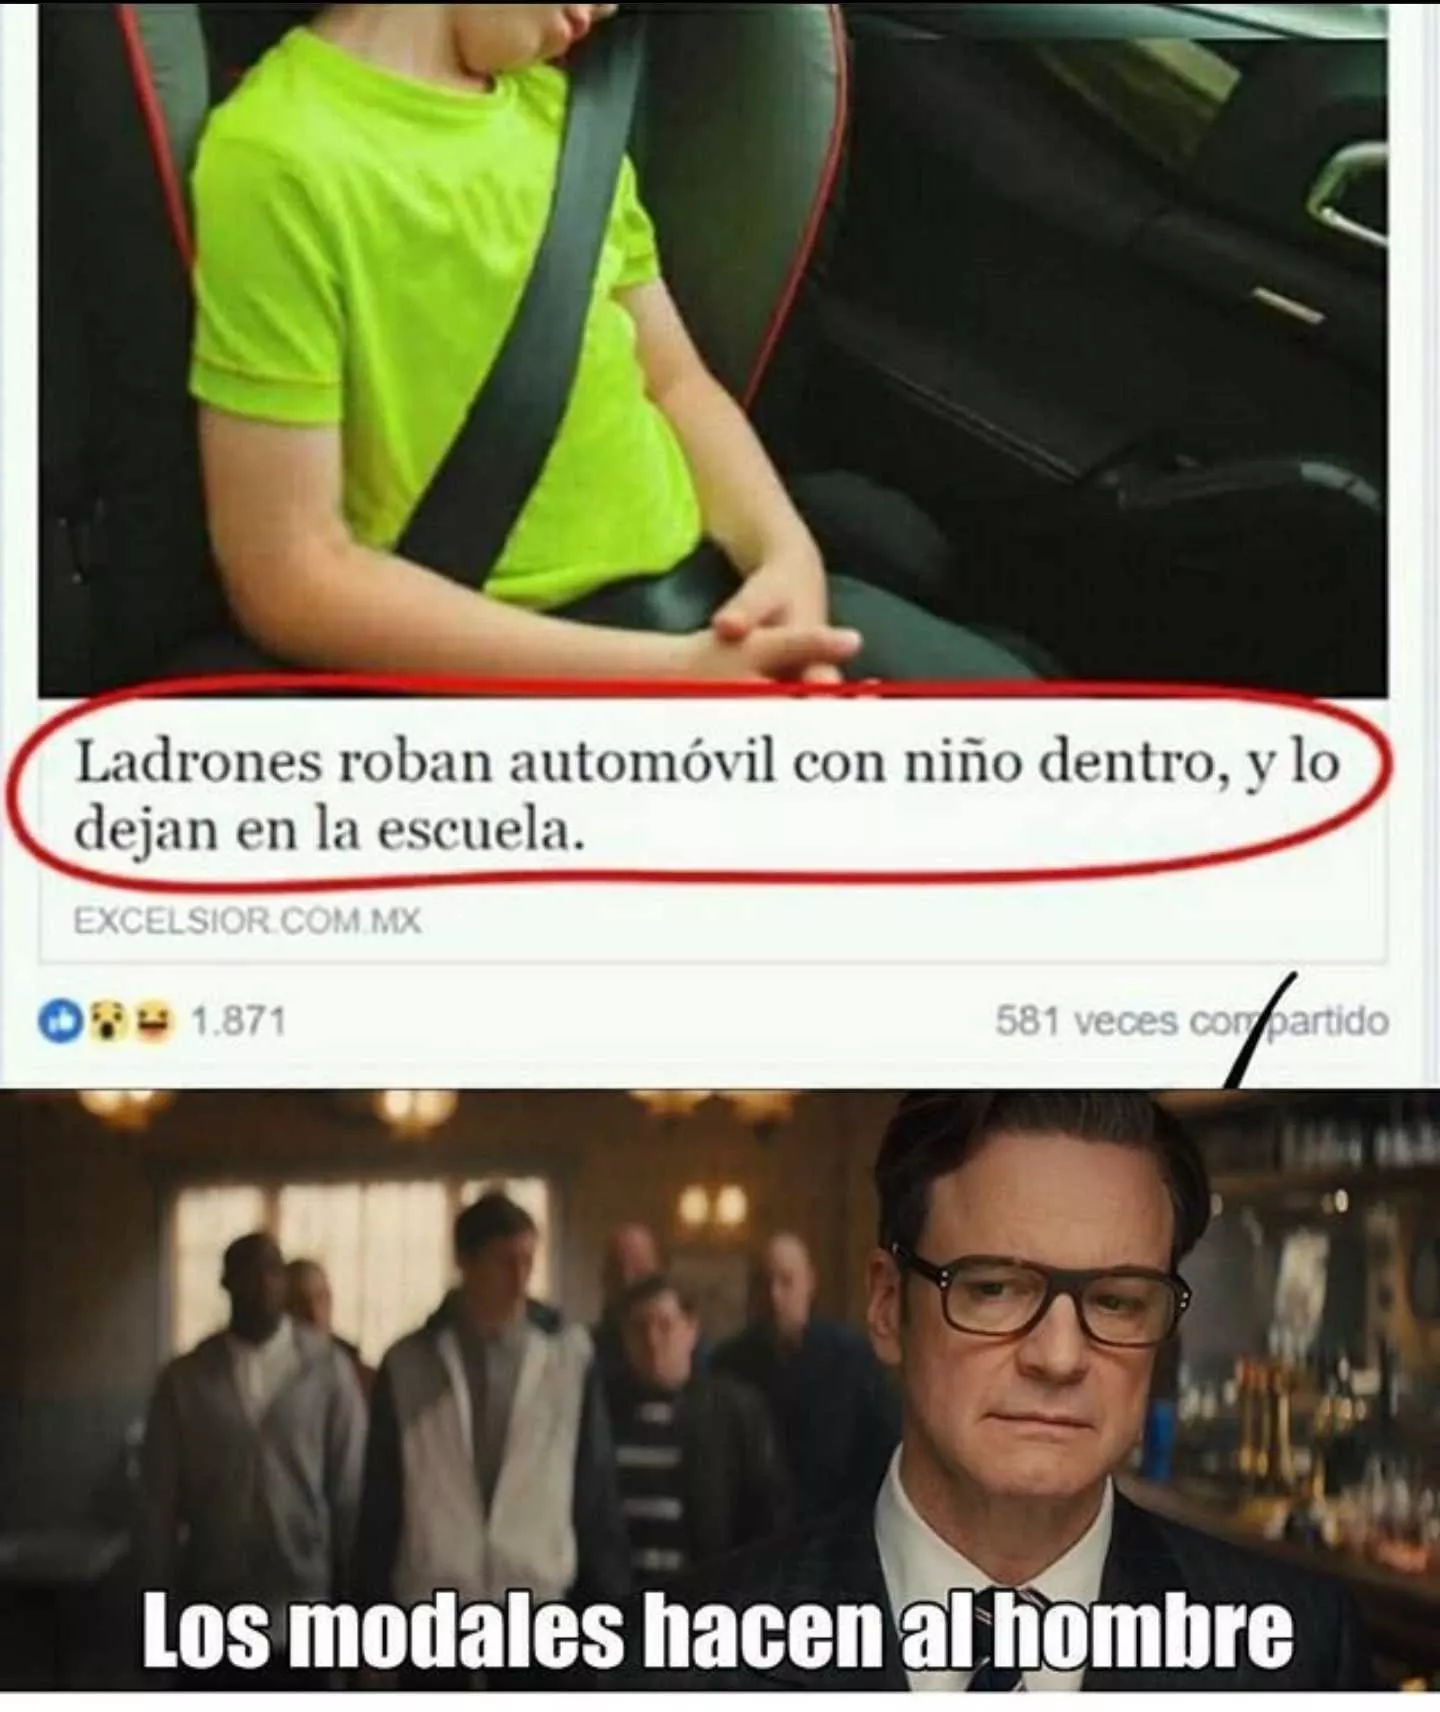 Ladrones roban automóvil con niño dentro, y lo
dejan en la escuela.
EXCELSIOR.COM.MX
1.871
581 veces compartido
Los modales hacen al hombre